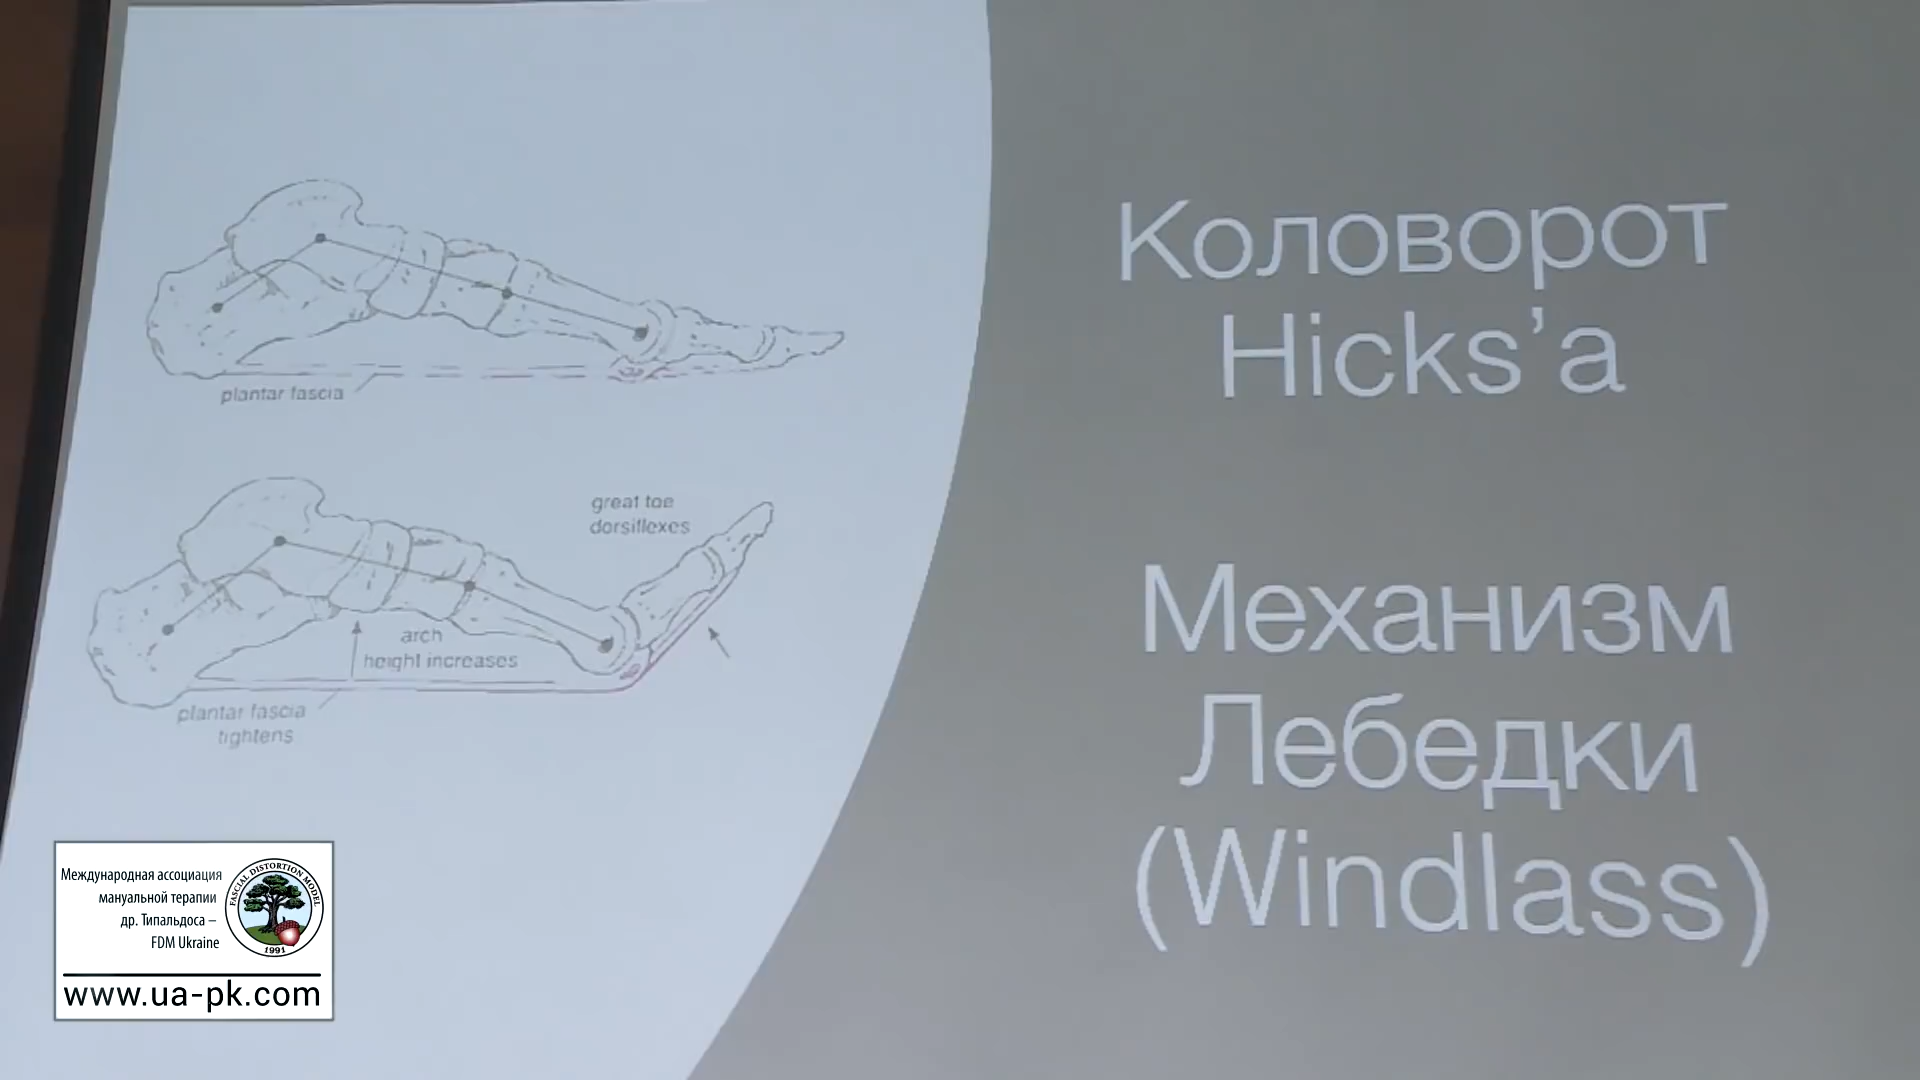 Коловорот
Hicks’a
Механизм
Лебедки
(Windlass)
plantar fascia
great toe
dorsiflexes
arch
height increases
plantar fascia
tightens
Международная ассоциация
мануальной терапии
др. Типальдоса –
FDM Ukraine
FASCIAL DISTORTION MODEL
1991
www.ua-pk.com